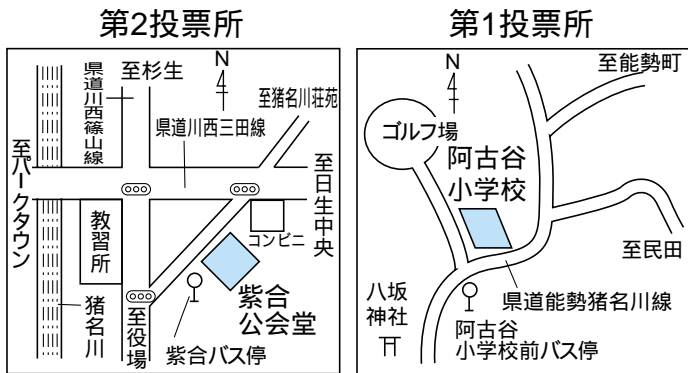 第2投票所
県道川西篠山線
至杉生
N
至猪名川荘苑
県道川西三田線
至パークタウン
至日生中央
教習所
コンビニ
紫合
公会堂
猪名川
至役場
紫合バス停
第1投票所
N
至能勢町
ゴルフ場
阿古谷
小学校
至民田
県道能勢猪名川線
八坂
神社
阿古谷
小学校前バス停